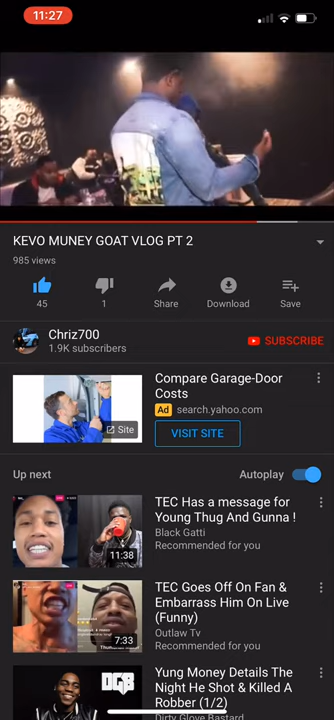 11:27
KEVO MUNEY GOAT VLOG PT 2
985 views
45
1
Share
Download
Save
Chriz700
1.9K subscribers
SUBSCRIBE
Compare Garage-Door
Costs
Ad search.yahoo.com
Site
VISIT SITE
Up next
Autoplay
TEC Has a message for
Young Thug And Gunna !
Black Gatti
Recommended for you
11:38
TEC Goes Off On Fan &
Embarrass Him On Live
(Funny)
Outlaw Tv
Recommended for you
7:33
Yung Money Details The
Night He Shot & Killed A
Robber (1/2)
Dirty Glove Bastard
DGB